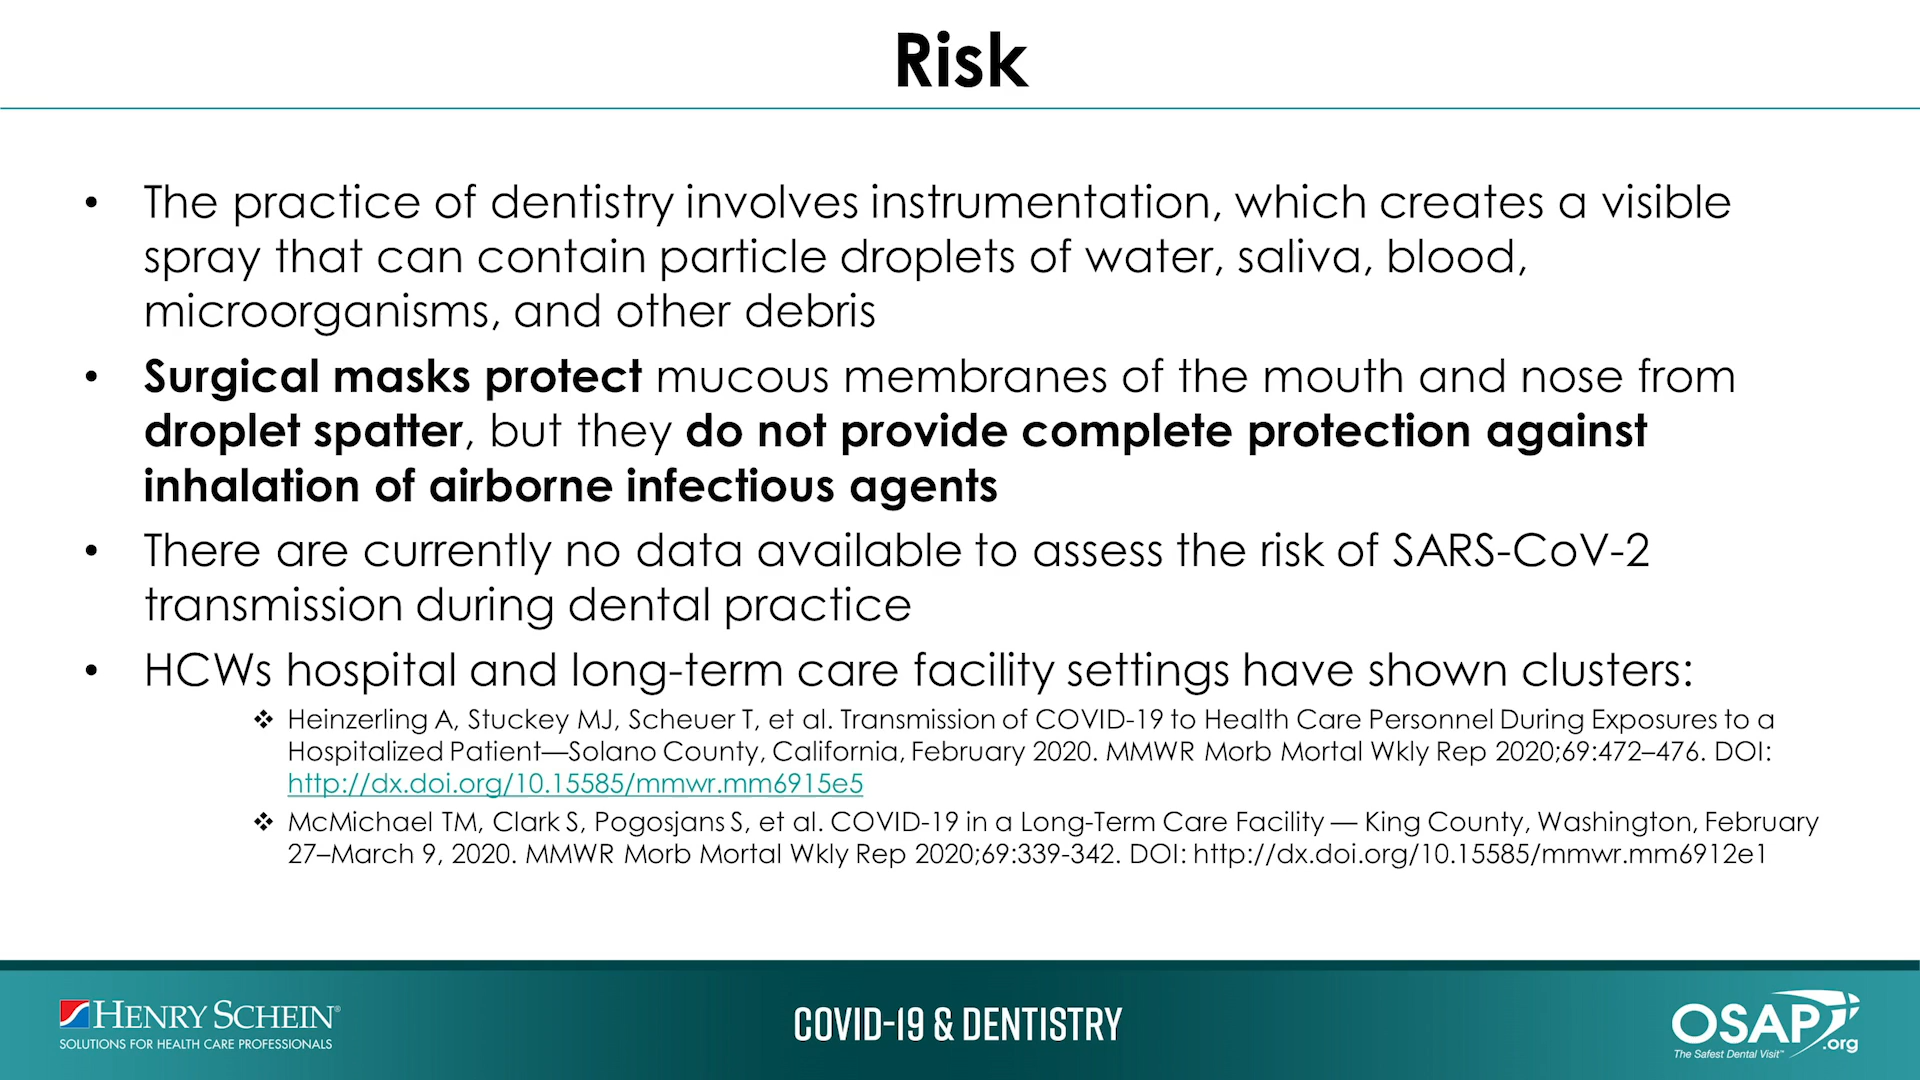 Risk
• The practice of dentistry involves instrumentation, which creates a visible
spray that can contain particle droplets of water, saliva, blood,
microorganisms, and other debris
• Surgical masks protect mucous membranes of the mouth and nose from
droplet spatter, but they do not provide complete protection against
inhalation of airborne infectious agents
• There are currently no data available to assess the risk of SARS-CoV-2
transmission during dental practice
• HCWs hospital and long-term care facility settings have shown clusters:
❖ Heinzerling A, Stuckey MJ, Scheuer T, et al. Transmission of COVID-19 to Health Care Personnel During Exposures to a
Hospitalized Patient—Solano County, California, February 2020. MMWR Morb Mortal Wkly Rep 2020;69:472–476. DOI:
http://dx.doi.org/10.15585/mmwr.mm6915e5
❖ McMichael TM, Clark S, Pogosjans S, et al. COVID-19 in a Long-Term Care Facility — King County, Washington, February
27–March 9, 2020. MMWR Morb Mortal Wkly Rep 2020;69:339-342. DOI: http://dx.doi.org/10.15585/mmwr.mm6912e1
HENRY SCHEIN®
SOLUTIONS FOR HEALTH CARE PROFESSIONALS
COVID-19 & DENTISTRY
OSAP
.org
The Safest Dental Visit™